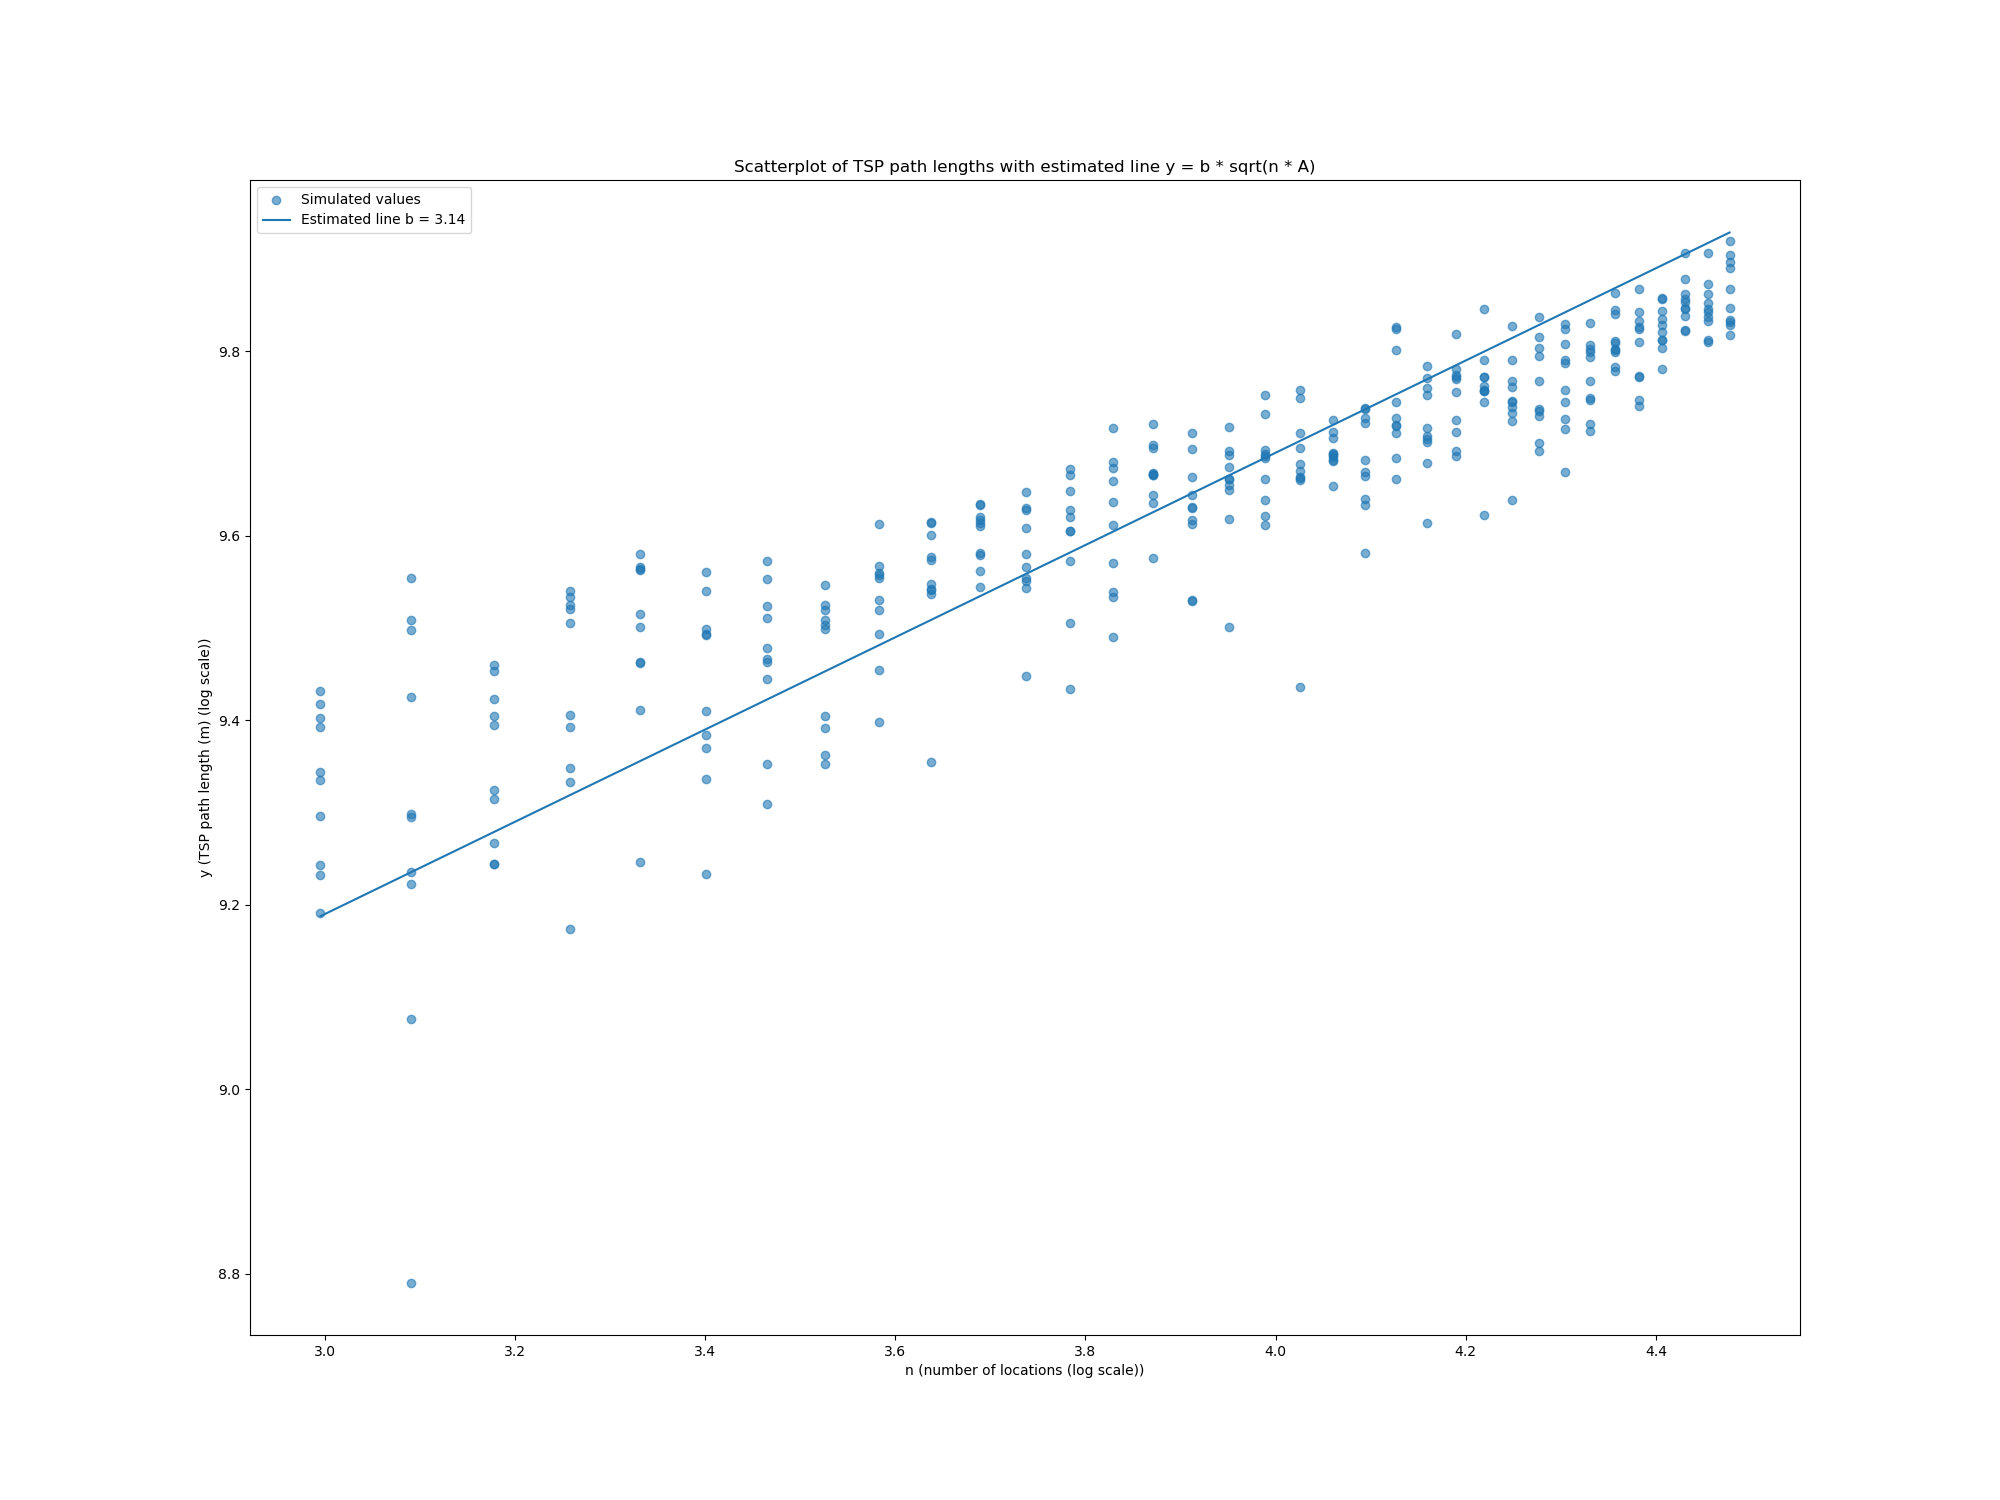 Scatterplot of TSP path lengths with estimated line y = b * sqrt(n * A)
Simulated values
Estimated line b = 3.14
y (TSP path length (m) (log scale))
9.8
9.6
9.4
9.2
9.0
8.8
3.0 3.2 3.4 3.6 3.8 4.0 4.2 4.4
n (number of locations (log scale))